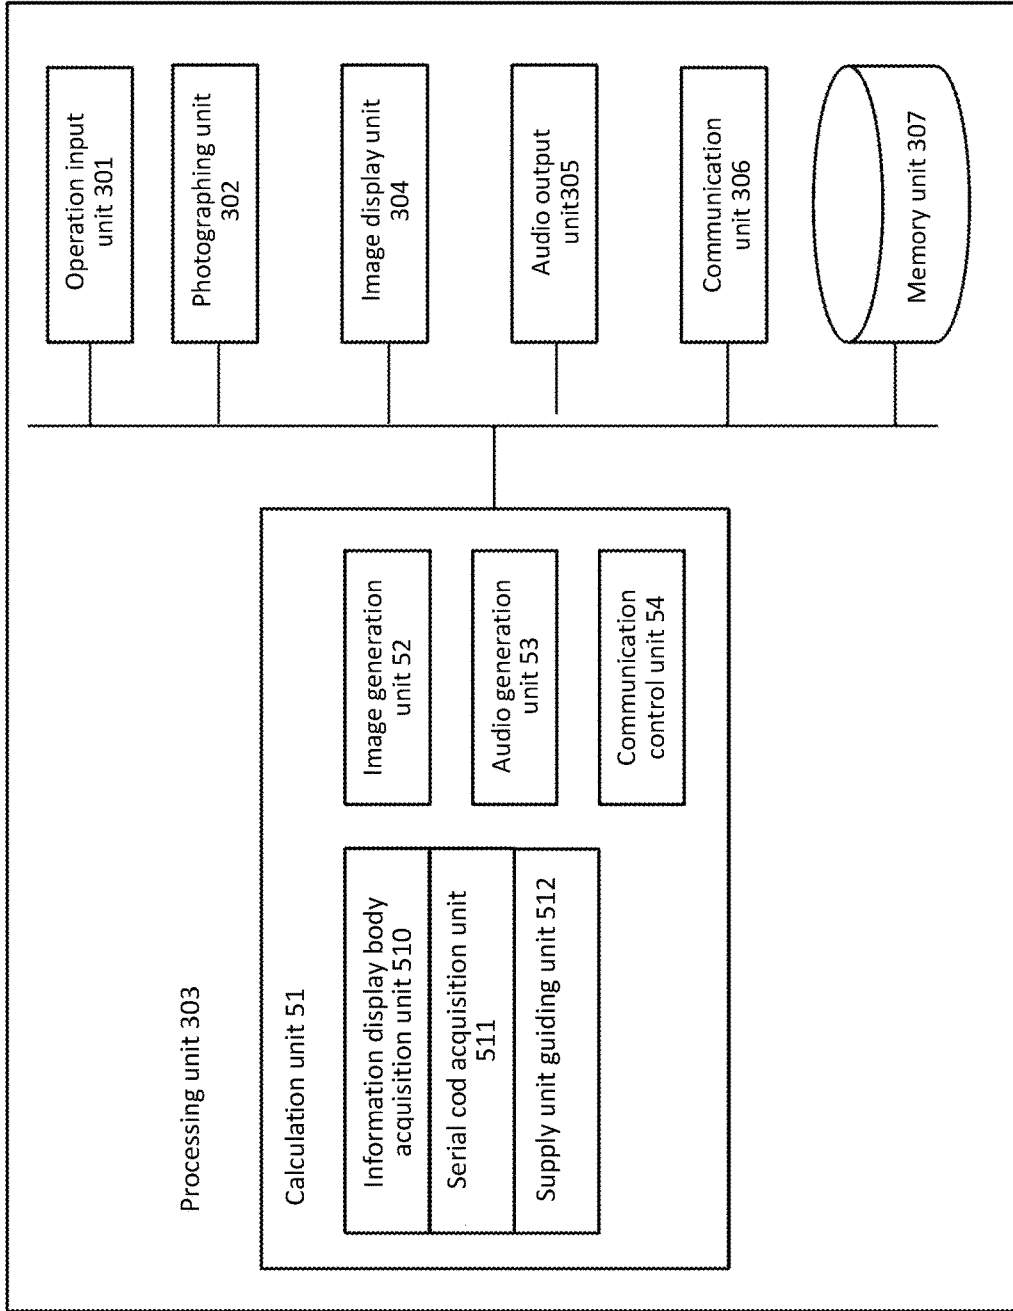 Processing unit 303
Calculation unit 51
Information display body
acquisition unit 510
Serial cod acquisition unit
511
Supply unit guiding unit 512
Image generation
unit 52
Audio generation
unit 53
Communication
control unit 54
Operation input
unit 301
Photographing unit
302
Image display unit
304
Audio output
unit305
Communication
unit 306
Memory unit 307